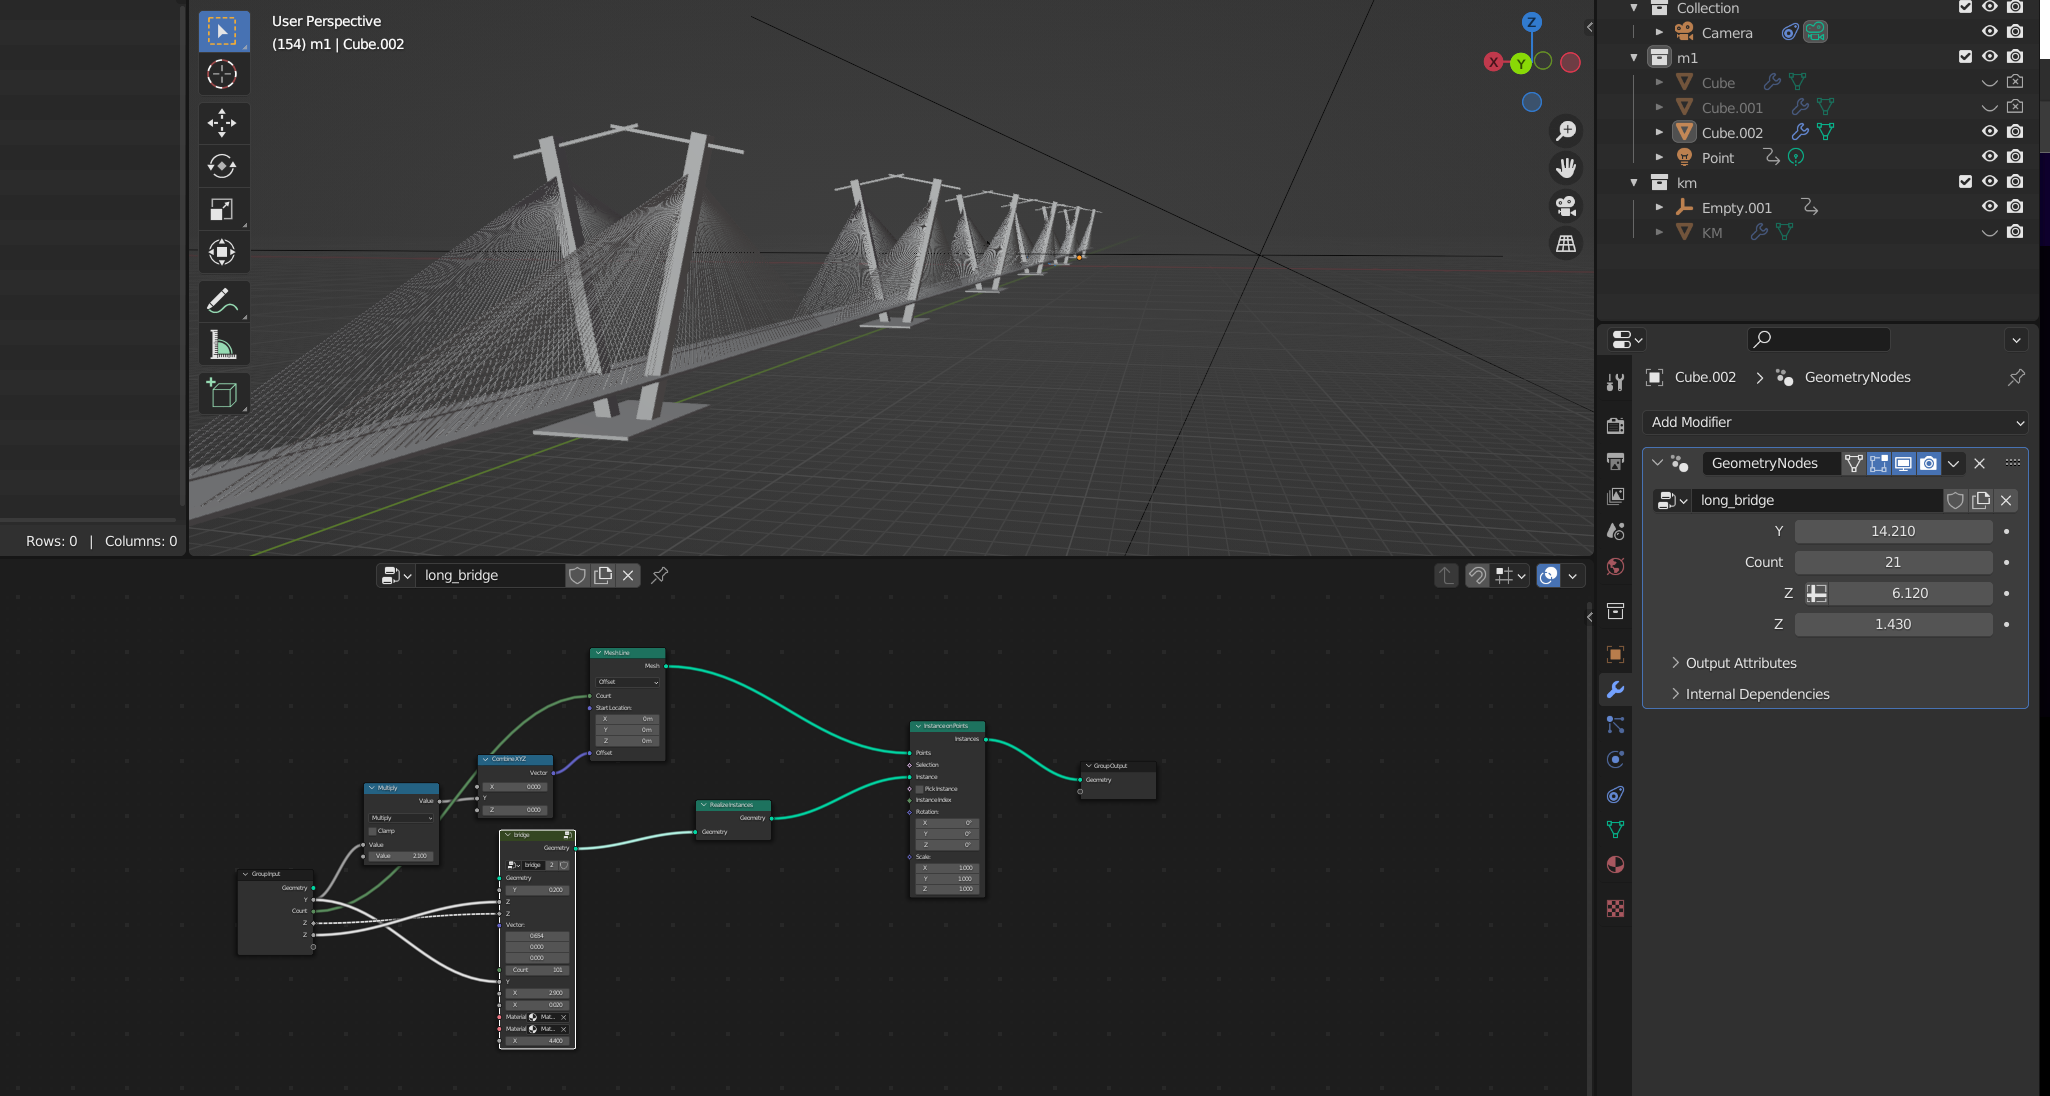 User Perspective
(154) m1 | Cube.002
Z
X
Y
Rows: 0 | Columns: 0
Collection
Camera
m1
Cube
Cube.001
Cube.002
Point
km
Empty.001
KM
Cube.002 > GeometryNodes
Add Modifier
GeometryNodes
long_bridge
Y 14.210
Count 21
Z 6.120
Z 1.430
Output Attributes
Internal Dependencies
long_bridge
Mesh Line
Mesh
Offset
Count
Start Location:
X 0m
Y 0m
Z 0m
Offset
Combine XYZ
Vector
X 0.000
Y
Z 0.000
Multiply
Value
Multiply
Clamp
Value
Value 2.100
Group Input
Geometry
Y
Count
Z
Z
bridge
Geometry
bridge 2
Geometry
Y 0.200
Z
Z
Vector:
0.654
0.000
0.000
Count 101
Y
X 2.900
X 0.020
Material Mat...
Material Mat...
X 4.400
Realize Instances
Geometry
Geometry
Instance on Points
Instances
Points
Selection
Instance
Pick Instance
Instance Index
Rotation:
X 0°
Y 0°
Z 0°
Scale:
X 1.000
Y 1.000
Z 1.000
Group Output
Geometry